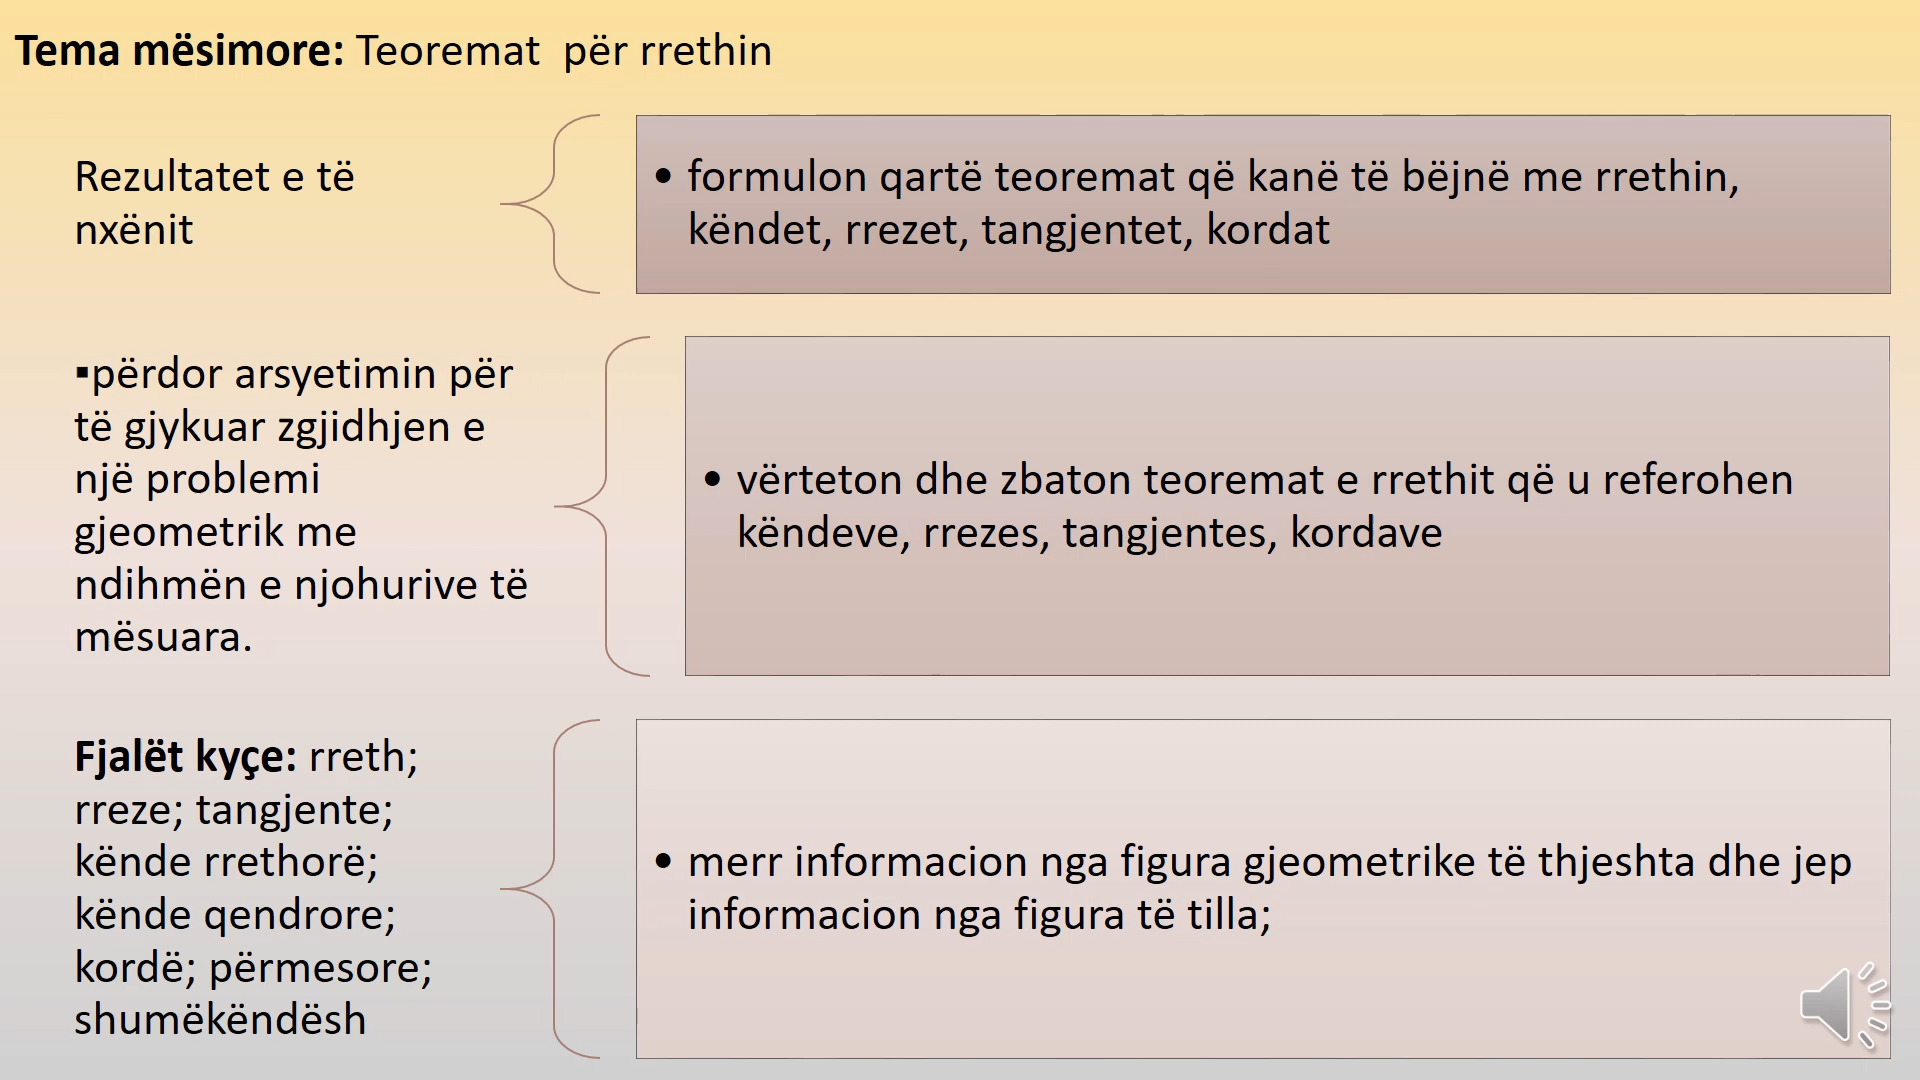 Tema mësimore: Teoremat  për rrethin
Rezultatet e të
nxënit
• formulon qartë teoremat që kanë të bëjnë me rrethin,
këndet, rrezet, tangjentet, kordat
▪përdor arsyetimin për
të gjykuar zgjidhjen e
një problemi
gjeometrik me
ndihmën e njohurive të
mësuara.
• vërteton dhe zbaton teoremat e rrethit që u referohen
këndeve, rrezes, tangjentes, kordave
Fjalët kyçe: rreth;
rreze; tangjente;
kënde rrethorë;
kënde qendrore;
kordë; përmesore;
shumëkëndësh
• merr informacion nga figura gjeometrike të thjeshta dhe jep
informacion nga figura të tilla;